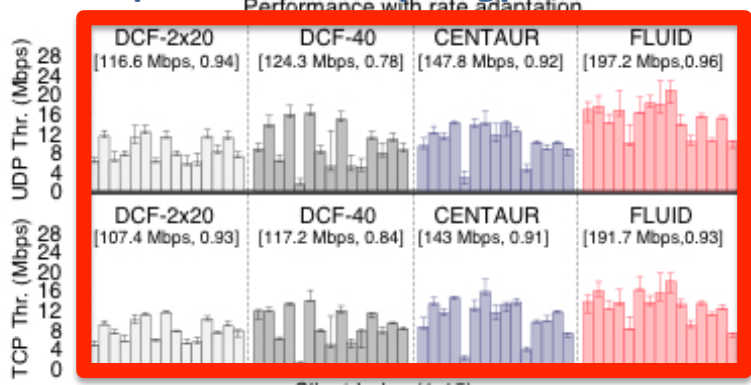 Performance with rate adaptation
DCF-2x20 DCF-40 CENTAUR FLUID
[116.6 Mbps, 0.94] [124.3 Mbps, 0.78] [147.8 Mbps, 0.92] [197.2 Mbps,0.96]
UDP Thr. (Mbps)
28
24
20
16
12
8
4
0
DCF-2x20 DCF-40 CENTAUR FLUID
[107.4 Mbps, 0.93] [117.2 Mbps, 0.84] [143 Mbps, 0.91] [191.7 Mbps,0.93]
TCP Thr. (Mbps)
28
24
20
16
12
8
4
0